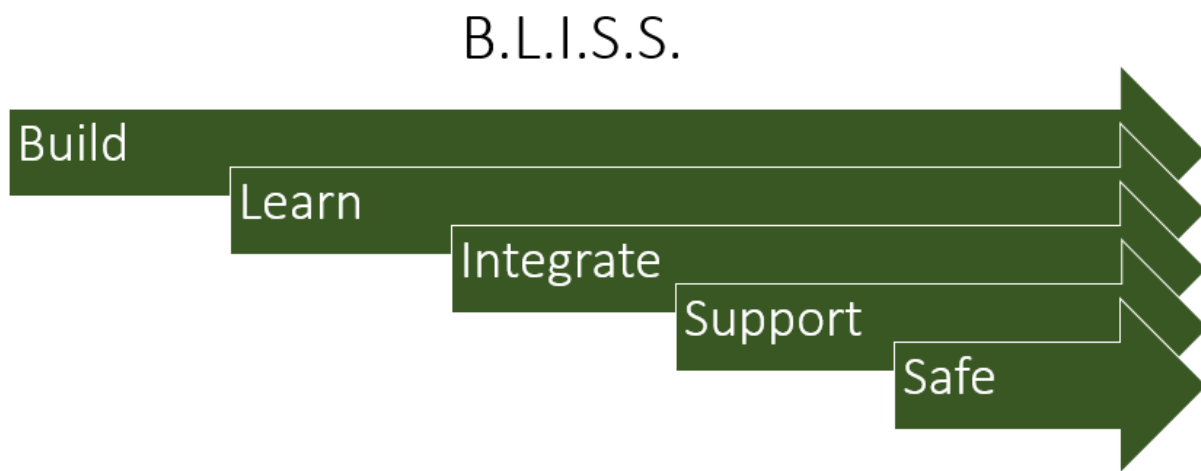 B.L.I.S.S.
Build
Learn
Integrate
Support
Safe